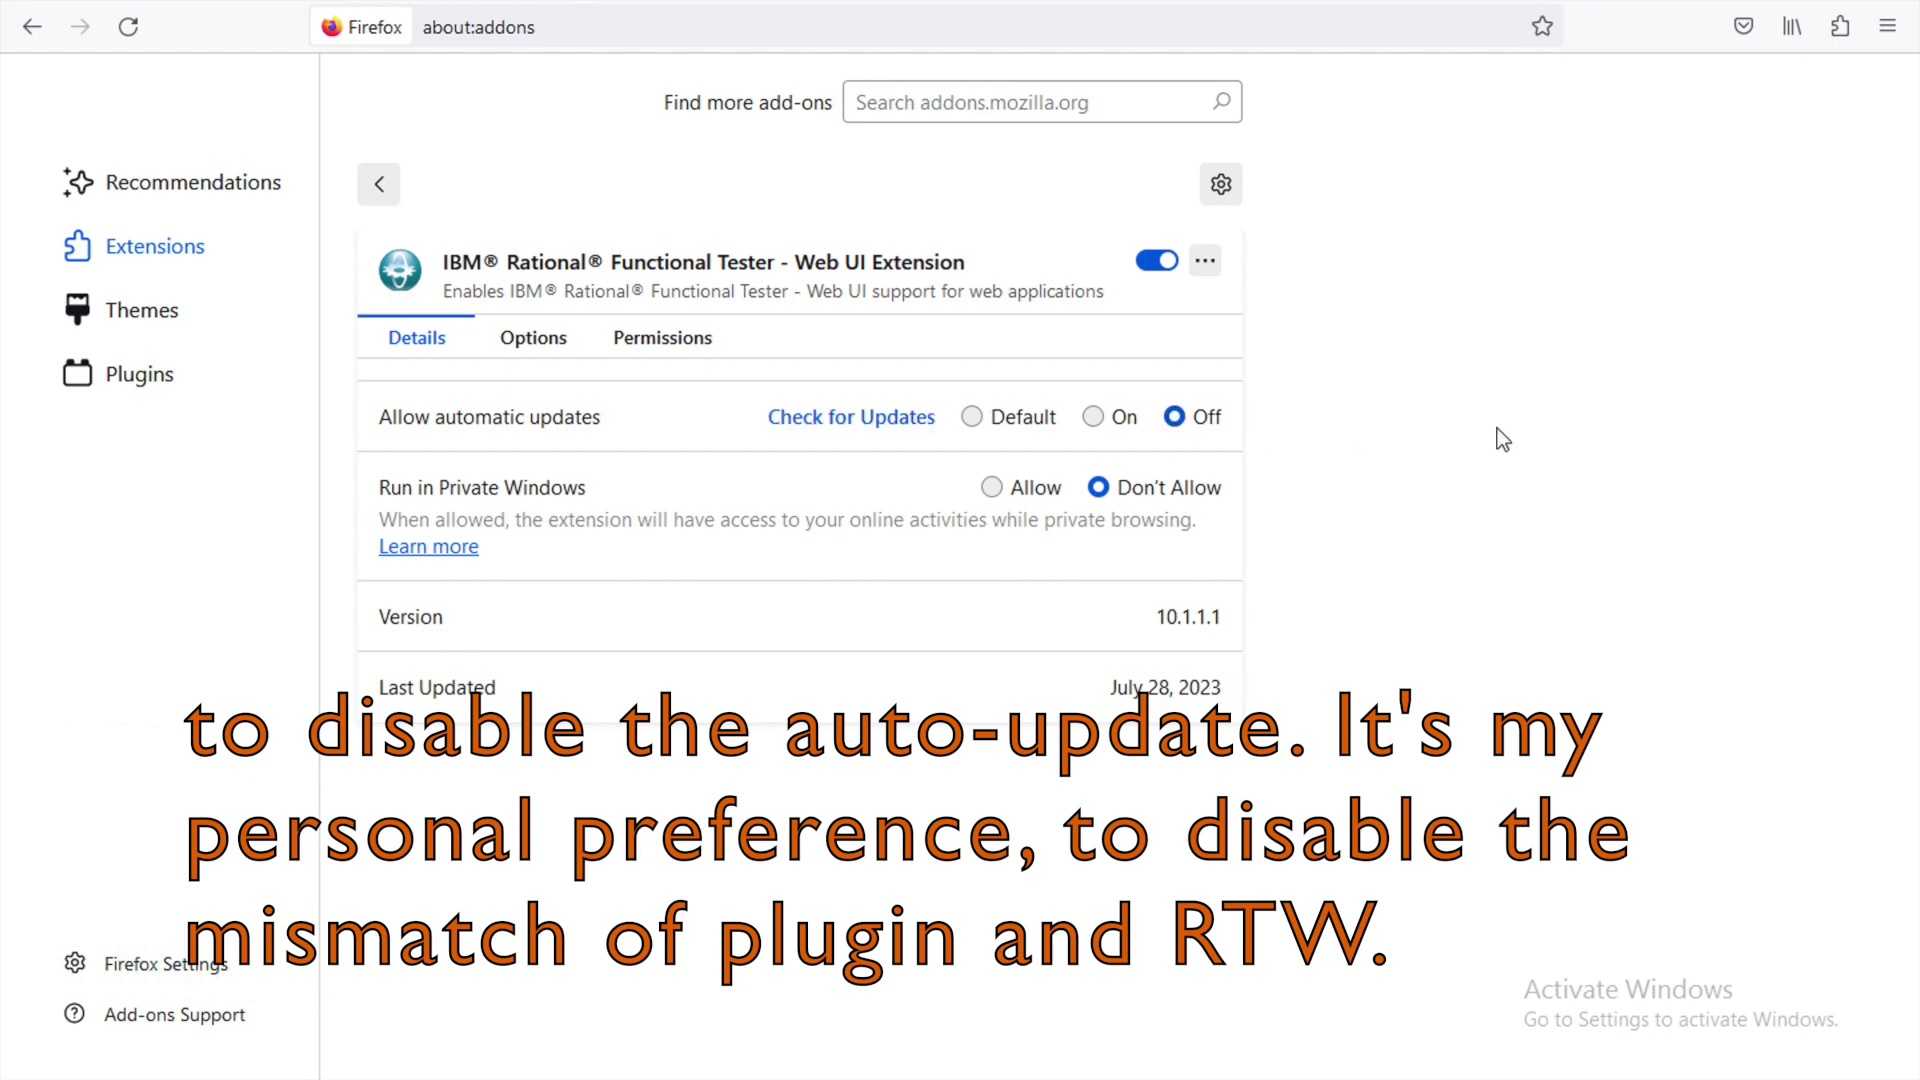 Firefox about:addons
Find more add-ons Search addons.mozilla.org
Recommendations
Extensions
Themes
Plugins
IBM® Rational® Functional Tester - Web UI Extension
Enables IBM® Rational® Functional Tester - Web UI support for web applications
Details Options Permissions
Allow automatic updates Check for Updates Default On Off
Run in Private Windows Allow Don't Allow
When allowed, the extension will have access to your online activities while private browsing.
Learn more
Version 10.1.1.1
Last Updated July 28, 2023
to disable the auto-update. It's my
personal preference, to disable the
mismatch of plugin and RTW.
Firefox Settings
Add-ons Support
Activate Windows
Go to Settings to activate Windows.